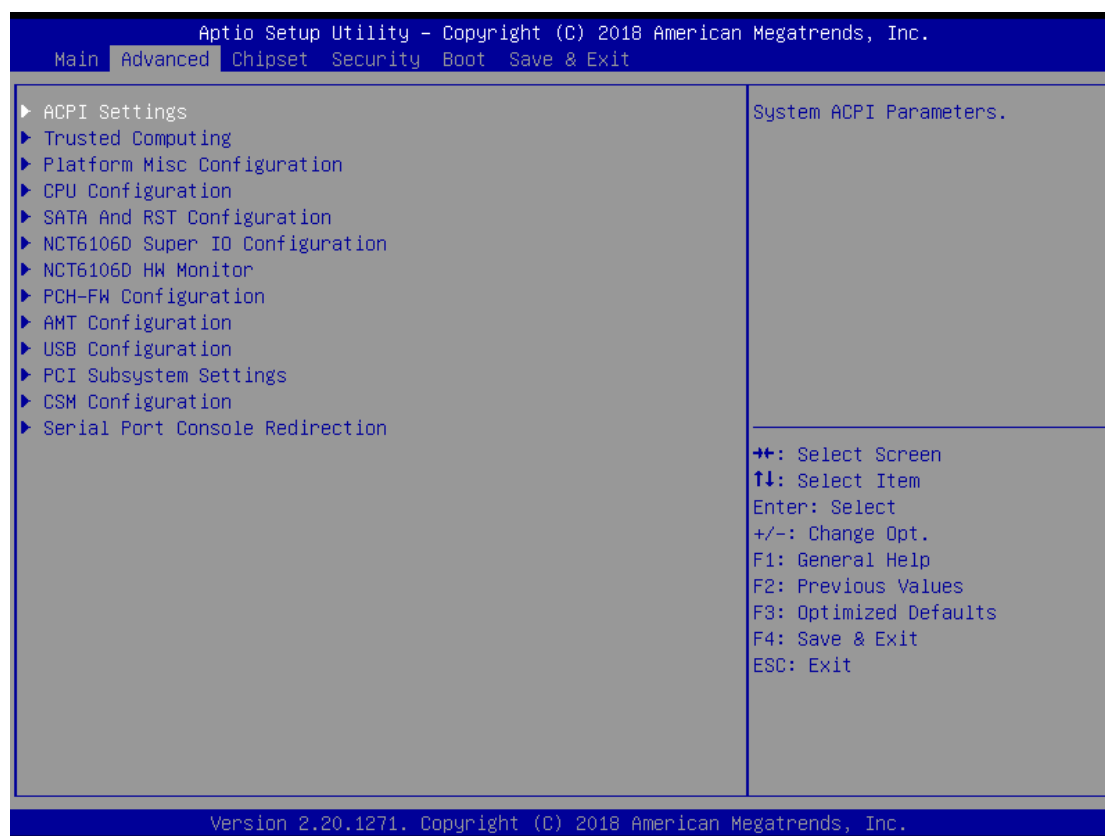 Aptio Setup Utility – Copyright (C) 2018 American Megatrends, Inc.
Main Advanced Chipset Security Boot Save & Exit
▶ ACPI Settings
▶ Trusted Computing
▶ Platform Misc Configuration
▶ CPU Configuration
▶ SATA And RST Configuration
▶ NCT6106D Super IO Configuration
▶ NCT6106D HW Monitor
▶ PCH-FW Configuration
▶ AMT Configuration
▶ USB Configuration
▶ PCI Subsystem Settings
▶ CSM Configuration
▶ Serial Port Console Redirection
System ACPI Parameters.
→←: Select Screen
↑↓: Select Item
Enter: Select
+/-: Change Opt.
F1: General Help
F2: Previous Values
F3: Optimized Defaults
F4: Save & Exit
ESC: Exit
Version 2.20.1271. Copyright (C) 2018 American Megatrends, Inc.